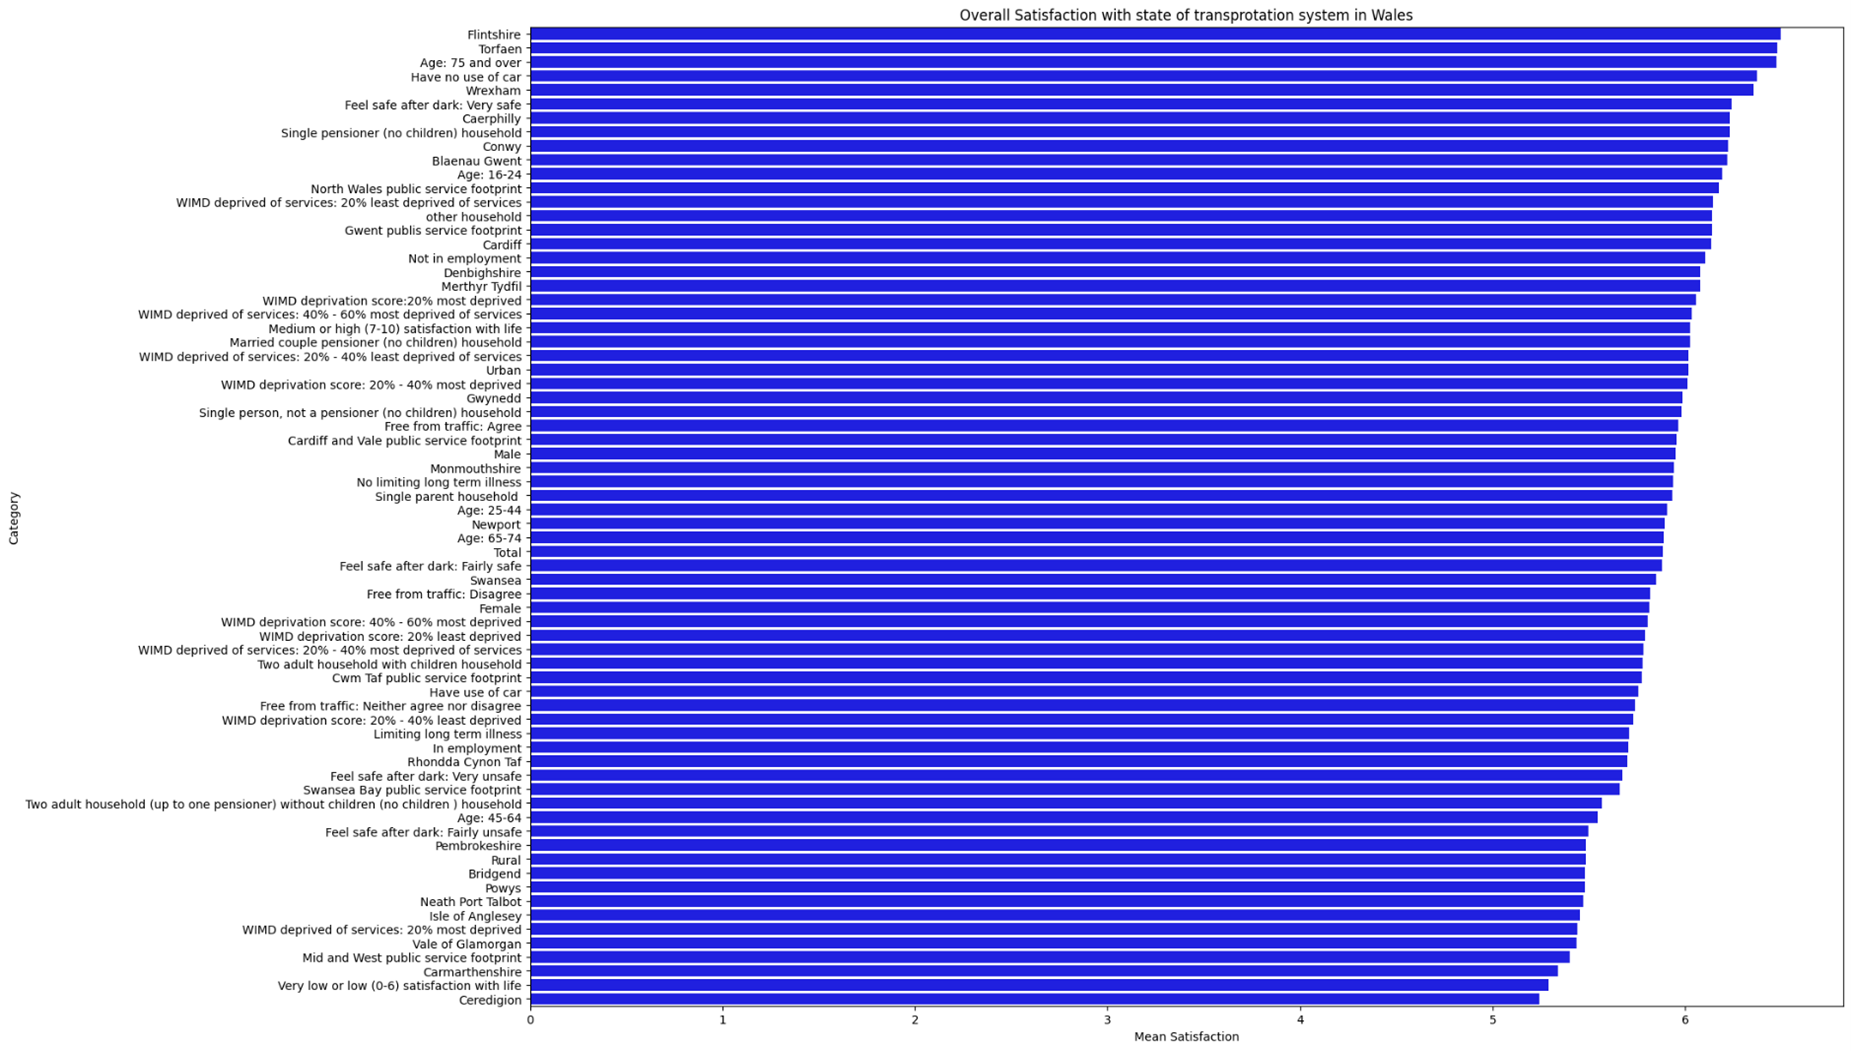 Overall Satisfaction with state of transprotation system in Wales
Flintshire
Torfaen
Age: 75 and over
Have no use of car
Wrexham
Feel safe after dark: Very safe
Caerphilly
Single pensioner (no children) household
Conwy
Blaenau Gwent
Age: 16-24
North Wales public service footprint
WIMD deprived of services: 20% least deprived of services
other household
Gwent publis service footprint
Cardiff
Not in employment
Denbighshire
Merthyr Tydfil
WIMD deprivation score:20% most deprived
WIMD deprived of services: 40% - 60% most deprived of services
Medium or high (7-10) satisfaction with life
Married couple pensioner (no children) household
WIMD deprived of services: 20% - 40% least deprived of services
Urban
WIMD deprivation score: 20% - 40% most deprived
Gwynedd
Single person, not a pensioner (no children) household
Free from traffic: Agree
Cardiff and Vale public service footprint
Male
Monmouthshire
No limiting long term illness
Single parent household
Age: 25-44
Newport
Age: 65-74
Total
Feel safe after dark: Fairly safe
Swansea
Free from traffic: Disagree
Female
WIMD deprivation score: 40% - 60% most deprived
WIMD deprivation score: 20% least deprived
WIMD deprived of services: 20% - 40% most deprived of services
Two adult household with children household
Cwm Taf public service footprint
Have use of car
Free from traffic: Neither agree nor disagree
WIMD deprivation score: 20% - 40% least deprived
Limiting long term illness
In employment
Rhondda Cynon Taf
Feel safe after dark: Very unsafe
Swansea Bay public service footprint
Two adult household (up to one pensioner) without children (no children ) household
Age: 45-64
Feel safe after dark: Fairly unsafe
Pembrokeshire
Rural
Bridgend
Powys
Neath Port Talbot
Isle of Anglesey
WIMD deprived of services: 20% most deprived
Vale of Glamorgan
Mid and West public service footprint
Carmarthenshire
Very low or low (0-6) satisfaction with life
Ceredigion
Category
0 1 2 3 4 5 6
Mean Satisfaction